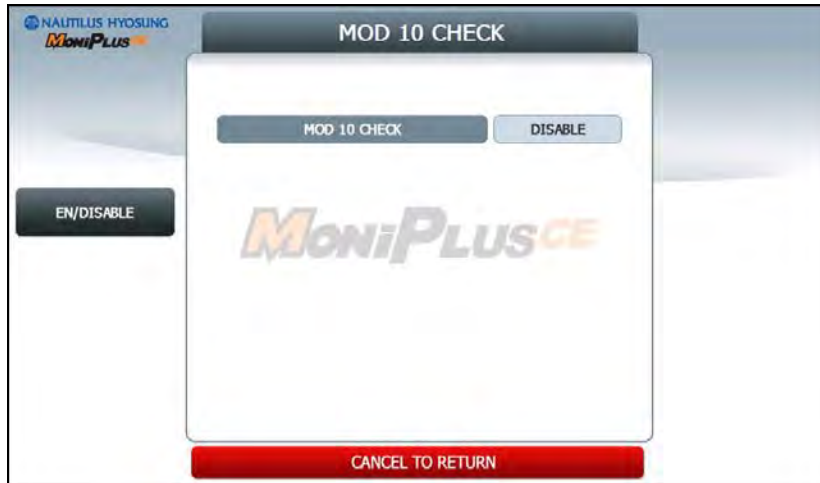 NAUTILUS HYOSUNG
MONiPLUS CE
MOD 10 CHECK
MOD 10 CHECK
DISABLE
EN/DISABLE
MONiPLUS CE
CANCEL TO RETURN